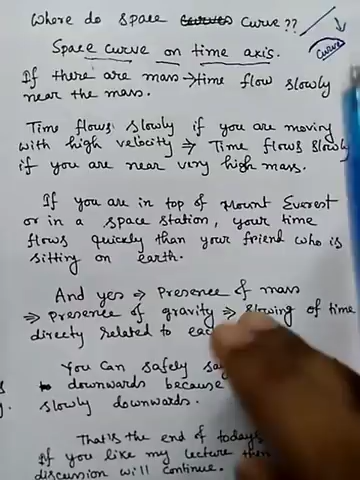 Where do space curve??
Space curve on time axis.
curve
If there are mass → time flow slowly
near the mass.
Time flows slowly if you are moving
with high velocity ⇒ Time flows slowly
if you are near very high mass.
If you are in top of Mount Everest
or in a space station, your time
flows quickly than your friend who is
sitting on earth.
And yes ⇒ Presence of mass
⇒ Presence of gravity ⇒ Slowing of time
directy related to eac
You Can safely sa
downwards because
slowly downwards.
That's the end of todays
If you like my lecture then
discussion will continue.